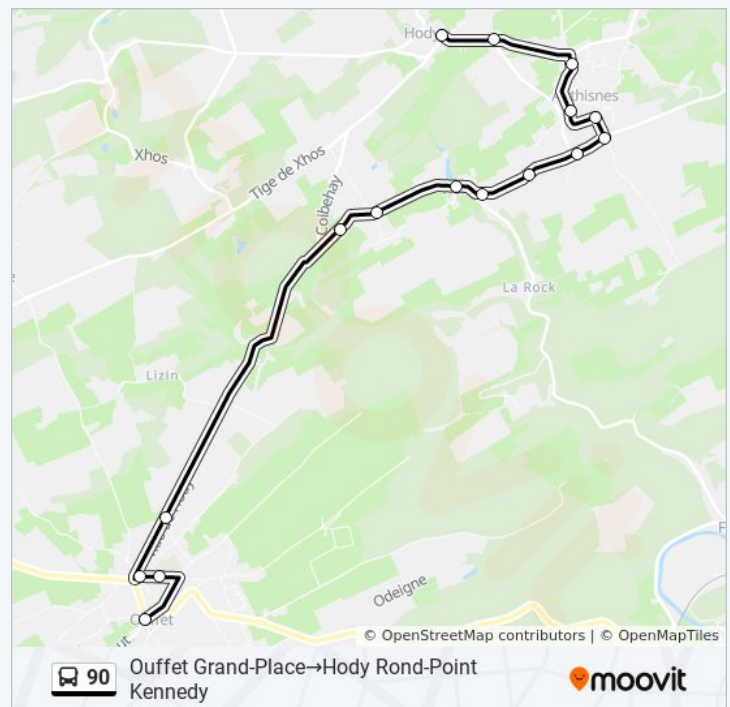 Hody
thisnes
Xhos
Tige de Xhos
Colbehay
La Rock
Lizin
Odeigne
F
© OpenStreetMap contributors | © OpenMapTiles
90
Ouffet Grand-Place→Hody Rond-Point
Kennedy
moovit